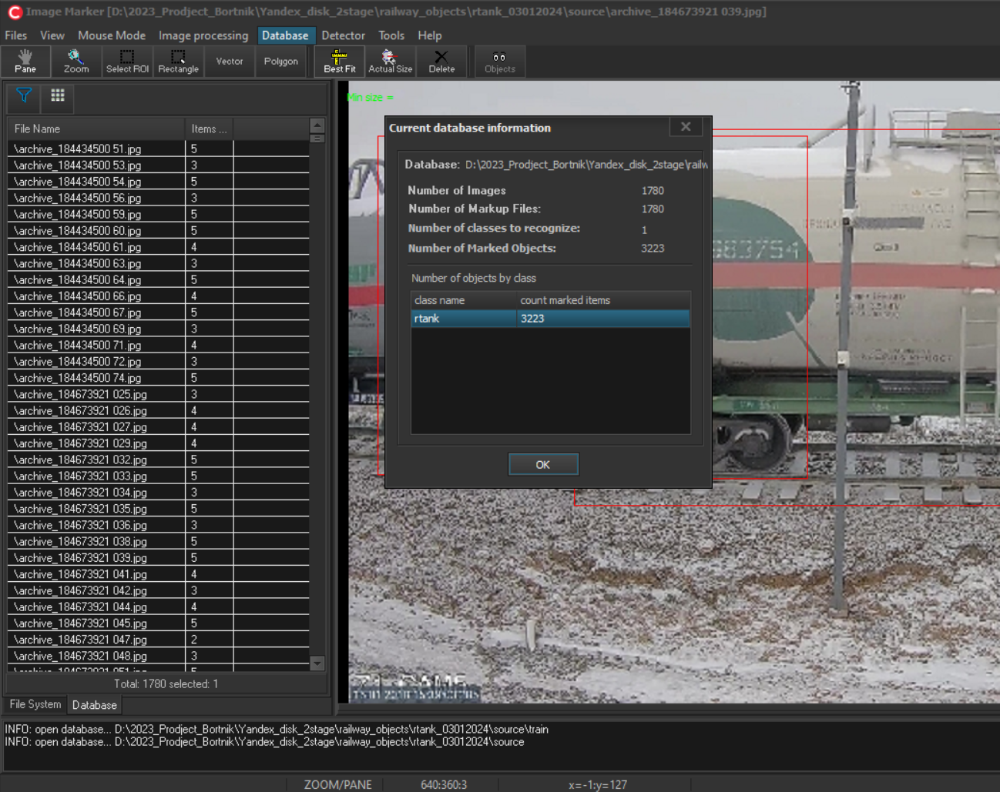 Image Marker [D:\2023_Prodject_Bortnik\Yandex_disk_2stage\railway_objects\rtank_03012024\source\archive_184673921 039.jpg]
Files View Mouse Mode Image processing Database Detector Tools Help
Pane Zoom Select ROI Rectangle Vector Polygon Best Fit Actual Size Delete Objects
File Name Items ...
\archive_184434500 51.jpg 5
\archive_184434500 53.jpg 3
\archive_184434500 54.jpg 5
\archive_184434500 56.jpg 3
\archive_184434500 59.jpg 5
\archive_184434500 60.jpg 5
\archive_184434500 61.jpg 4
\archive_184434500 63.jpg 3
\archive_184434500 64.jpg 5
\archive_184434500 66.jpg 4
\archive_184434500 67.jpg 5
\archive_184434500 69.jpg 3
\archive_184434500 71.jpg 4
\archive_184434500 72.jpg 3
\archive_184434500 74.jpg 5
\archive_184673921 025.jpg 3
\archive_184673921 026.jpg 4
\archive_184673921 027.jpg 4
\archive_184673921 029.jpg 4
\archive_184673921 032.jpg 5
\archive_184673921 033.jpg 5
\archive_184673921 034.jpg 3
\archive_184673921 035.jpg 5
\archive_184673921 036.jpg 3
\archive_184673921 038.jpg 5
\archive_184673921 039.jpg 5
\archive_184673921 041.jpg 4
\archive_184673921 042.jpg 3
\archive_184673921 044.jpg 4
\archive_184673921 045.jpg 5
\archive_184673921 047.jpg 2
\archive_184673921 048.jpg 3
\archive_184673921 051.jpg 5
Total: 1780 selected: 1
File System Database
Min size =
Current database information
Database: D:\2023_Prodject_Bortnik\Yandex_disk_2stage\railw
Number of Images 1780
Number of Markup Files: 1780
Number of classes to recognize: 1
Number of Marked Objects: 3223
Number of objects by class
class name count marked items
rtank 3223
OK
983754
INFO: open database... D:\2023_Prodject_Bortnik\Yandex_disk_2stage\railway_objects\rtank_03012024\source\train
INFO: open database... D:\2023_Prodject_Bortnik\Yandex_disk_2stage\railway_objects\rtank_03012024\source
ZOOM/PANE 640:360:3 x=-1:y=127